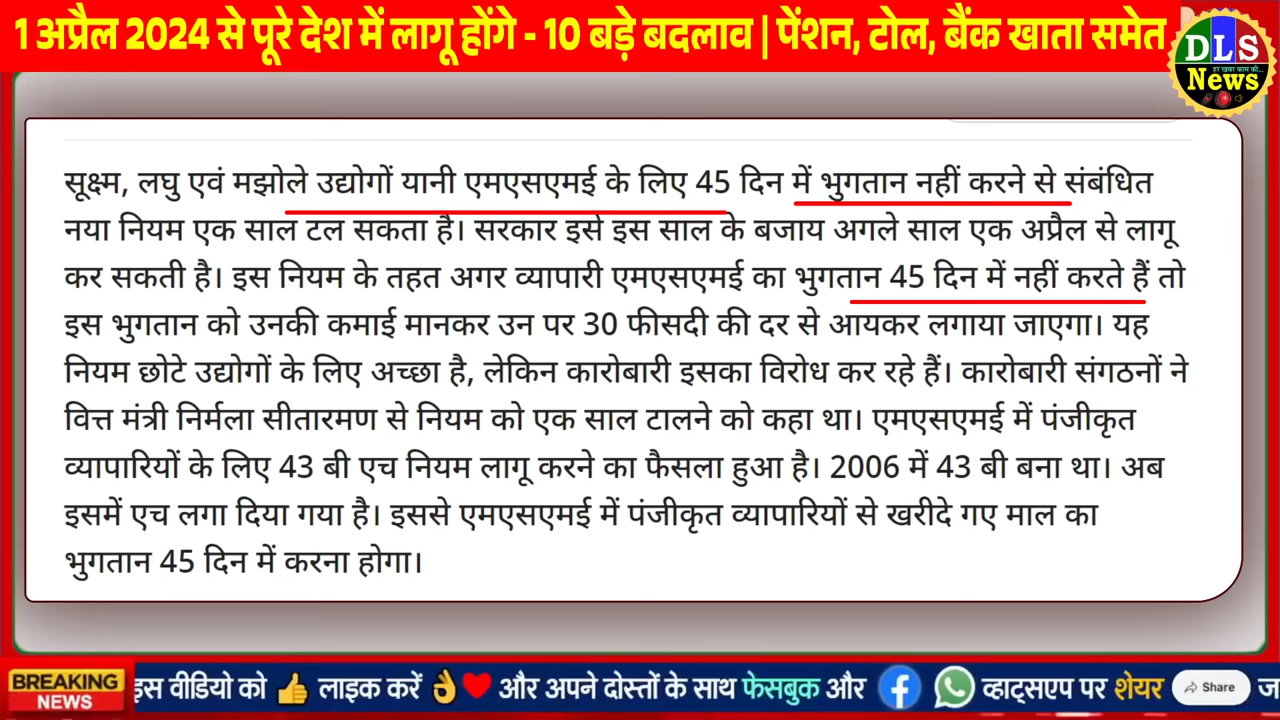 1 अप्रैल 2024 से पूरे देश में लागू होंगे - 10 बड़े बदलाव | पेंशन, टोल, बैंक खाता समेत
DLS
हर खबर काम की...
News
सूक्ष्म, लघु एवं मझोले उद्योगों यानी एमएसएमई के लिए 45 दिन में भुगतान नहीं करने से संबंधित
नया नियम एक साल टल सकता है। सरकार इसे इस साल के बजाय अगले साल एक अप्रैल से लागू
कर सकती है। इस नियम के तहत अगर व्यापारी एमएसएमई का भुगतान 45 दिन में नहीं करते हैं तो
इस भुगतान को उनकी कमाई मानकर उन पर 30 फीसदी की दर से आयकर लगाया जाएगा। यह
नियम छोटे उद्योगों के लिए अच्छा है, लेकिन कारोबारी इसका विरोध कर रहे हैं। कारोबारी संगठनों ने
वित्त मंत्री निर्मला सीतारमण से नियम को एक साल टालने को कहा था। एमएसएमई में पंजीकृत
व्यापारियों के लिए 43 बी एच नियम लागू करने का फैसला हुआ है। 2006 में 43 बी बना था। अब
इसमें एच लगा दिया गया है। इससे एमएसएमई में पंजीकृत व्यापारियों से खरीदे गए माल का
भुगतान 45 दिन में करना होगा।
BREAKING
NEWS
इस वीडियो को 👍 लाइक करें 👌❤️ और अपने दोस्तों के साथ फेसबुक और व्हाट्सएप पर शेयर Share ज